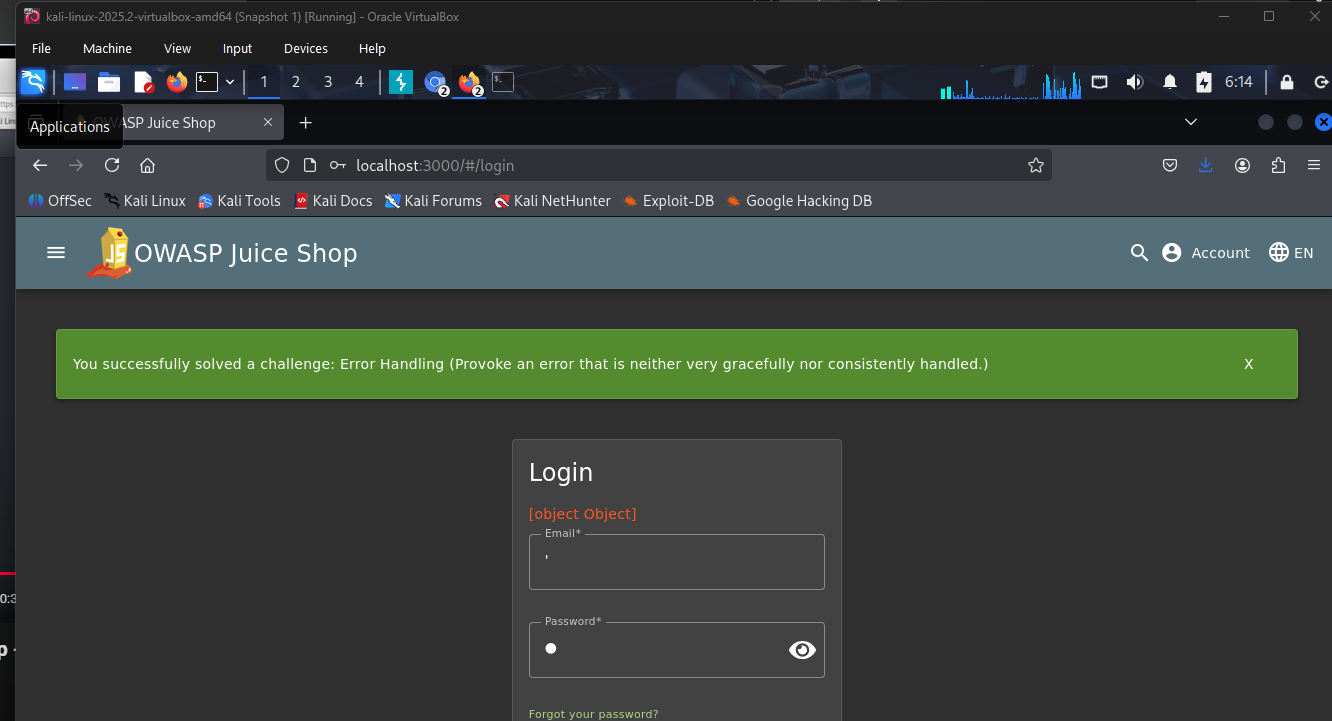 kali-linux-2025.2-virtualbox-amd64 (Snapshot 1) [Running] - Oracle VirtualBox
File Machine View Input Devices Help
1 2 3 4 2 2 6:14
Applications
OWASP Juice Shop
localhost:3000/#/login
OffSec Kali Linux Kali Tools Kali Docs Kali Forums Kali NetHunter Exploit-DB Google Hacking DB
JS OWASP Juice Shop Account EN
You successfully solved a challenge: Error Handling (Provoke an error that is neither very gracefully nor consistently handled.) X
Login
[object Object]
Email*
'
Password*
Forgot your password?